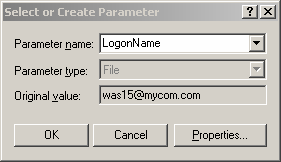 Select or Create Parameter
Parameter name: LogonName
Parameter type: File
Original value: was15@mycom.com
OK Cancel Properties...